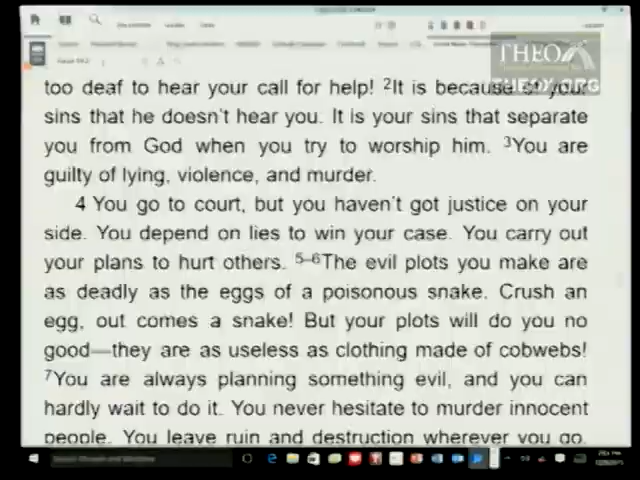 THEO
THEOX.ORG
too deaf to hear your call for help! 2It is because of your
sins that he doesn't hear you. It is your sins that separate
you from God when you try to worship him. 3You are
guilty of lying, violence, and murder.
4 You go to court, but you haven't got justice on your
side. You depend on lies to win your case. You carry out
your plans to hurt others. 5–6The evil plots you make are
as deadly as the eggs of a poisonous snake. Crush an
egg, out comes a snake! But your plots will do you no
good—they are as useless as clothing made of cobwebs!
7You are always planning something evil, and you can
hardly wait to do it. You never hesitate to murder innocent
people. You leave ruin and destruction wherever you go.